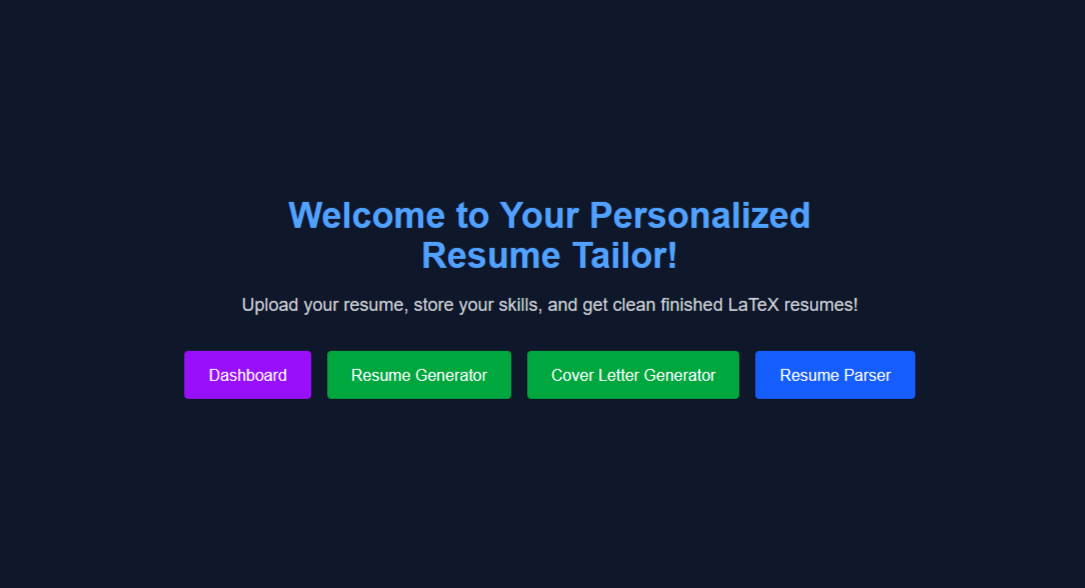 Welcome to Your Personalized
Resume Tailor!
Upload your resume, store your skills, and get clean finished LaTeX resumes!
Dashboard
Resume Generator
Cover Letter Generator
Resume Parser